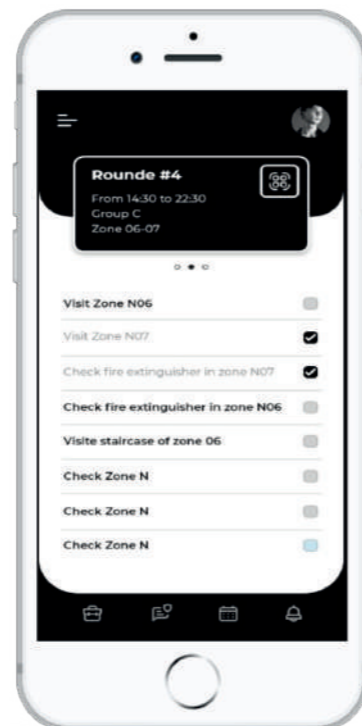 Rounde #4
From 14:30 to 22:30
Group C
Zone 06-07
Visit Zone N06
Visit Zone N07
Check fire extinguisher in zone N07
Check fire extinguisher in zone N06
Visite staircase of zone 06
Check Zone N
Check Zone N
Check Zone N